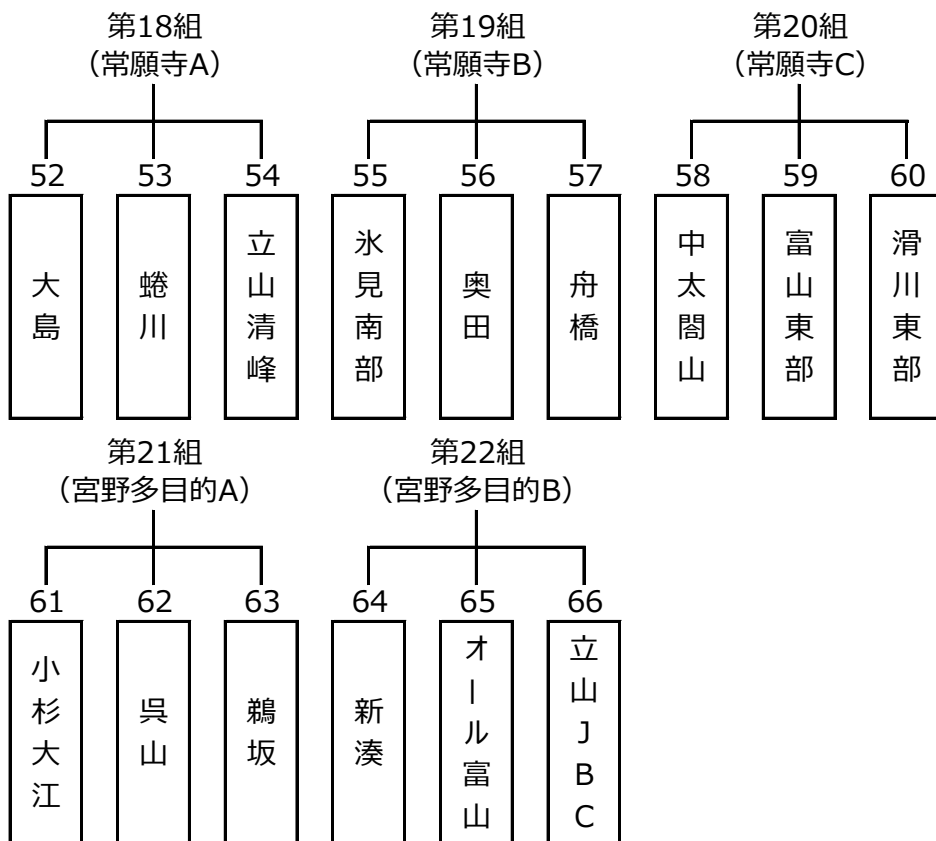 第18組
（常願寺A）
第19組
（常願寺B）
第20組
（常願寺C）
52
53
54
55
56
57
58
59
60
大島
蜷川
立山清峰
氷見南部
奥田
舟橋
中太閤山
富山東部
滑川東部
第21組
（宮野多目的A）
第22組
（宮野多目的B）
61
62
63
64
65
66
小杉大江
呉山
鵜坂
新湊
オール富山
立山JBC